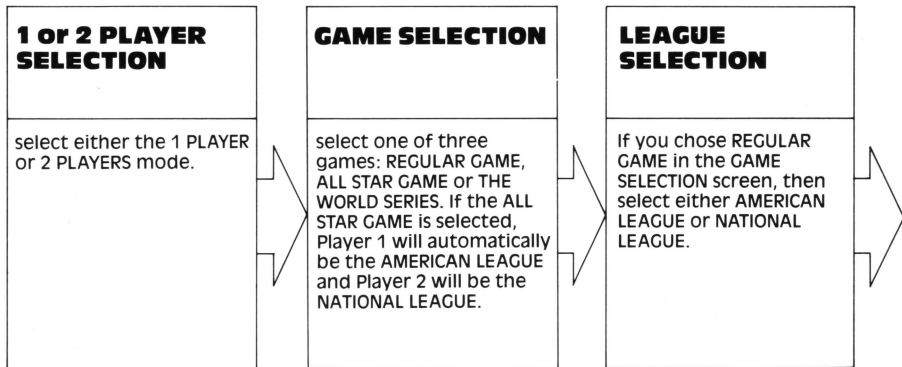 1 or 2 PLAYER
SELECTION
select either the 1 PLAYER
or 2 PLAYERS mode.
GAME SELECTION
select one of three
games: REGULAR GAME,
ALL STAR GAME or THE
WORLD SERIES. If the ALL
STAR GAME is selected,
Player 1 will automatically
be the AMERICAN LEAGUE
and Player 2 will be the
NATIONAL LEAGUE.
LEAGUE
SELECTION
If you chose REGULAR
GAME in the GAME
SELECTION screen, then
select either AMERICAN
LEAGUE or NATIONAL
LEAGUE.